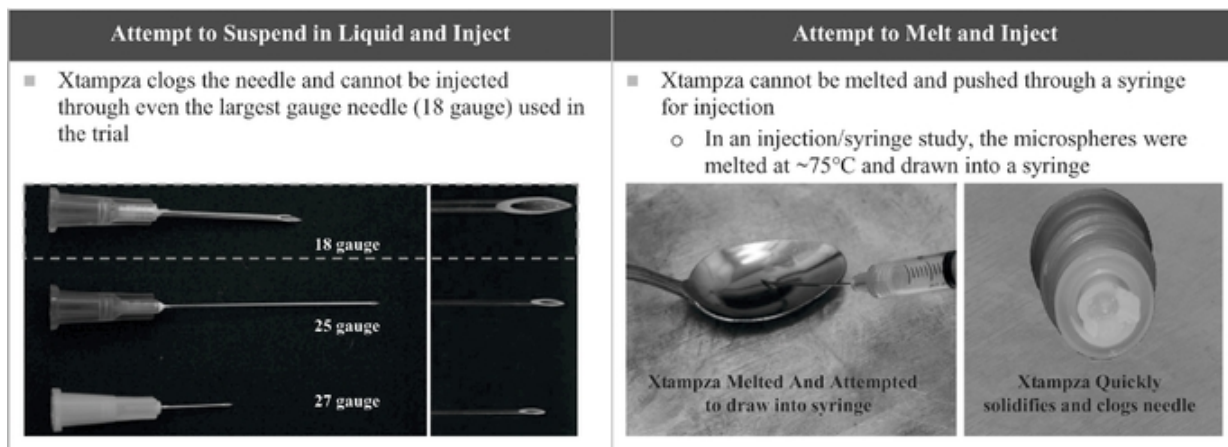 Attempt to Suspend in Liquid and Inject
Xtampza clogs the needle and cannot be injected
through even the largest gauge needle (18 gauge) used in
the trial
18 gauge
25 gauge
27 gauge
Attempt to Melt and Inject
Xtampza cannot be melted and pushed through a syringe
for injection
In an injection/syringe study, the microspheres were
melted at ~75°C and drawn into a syringe
Xtampza Melted And Attempted
to draw into syringe
Xtampza Quickly
solidifies and clogs needle